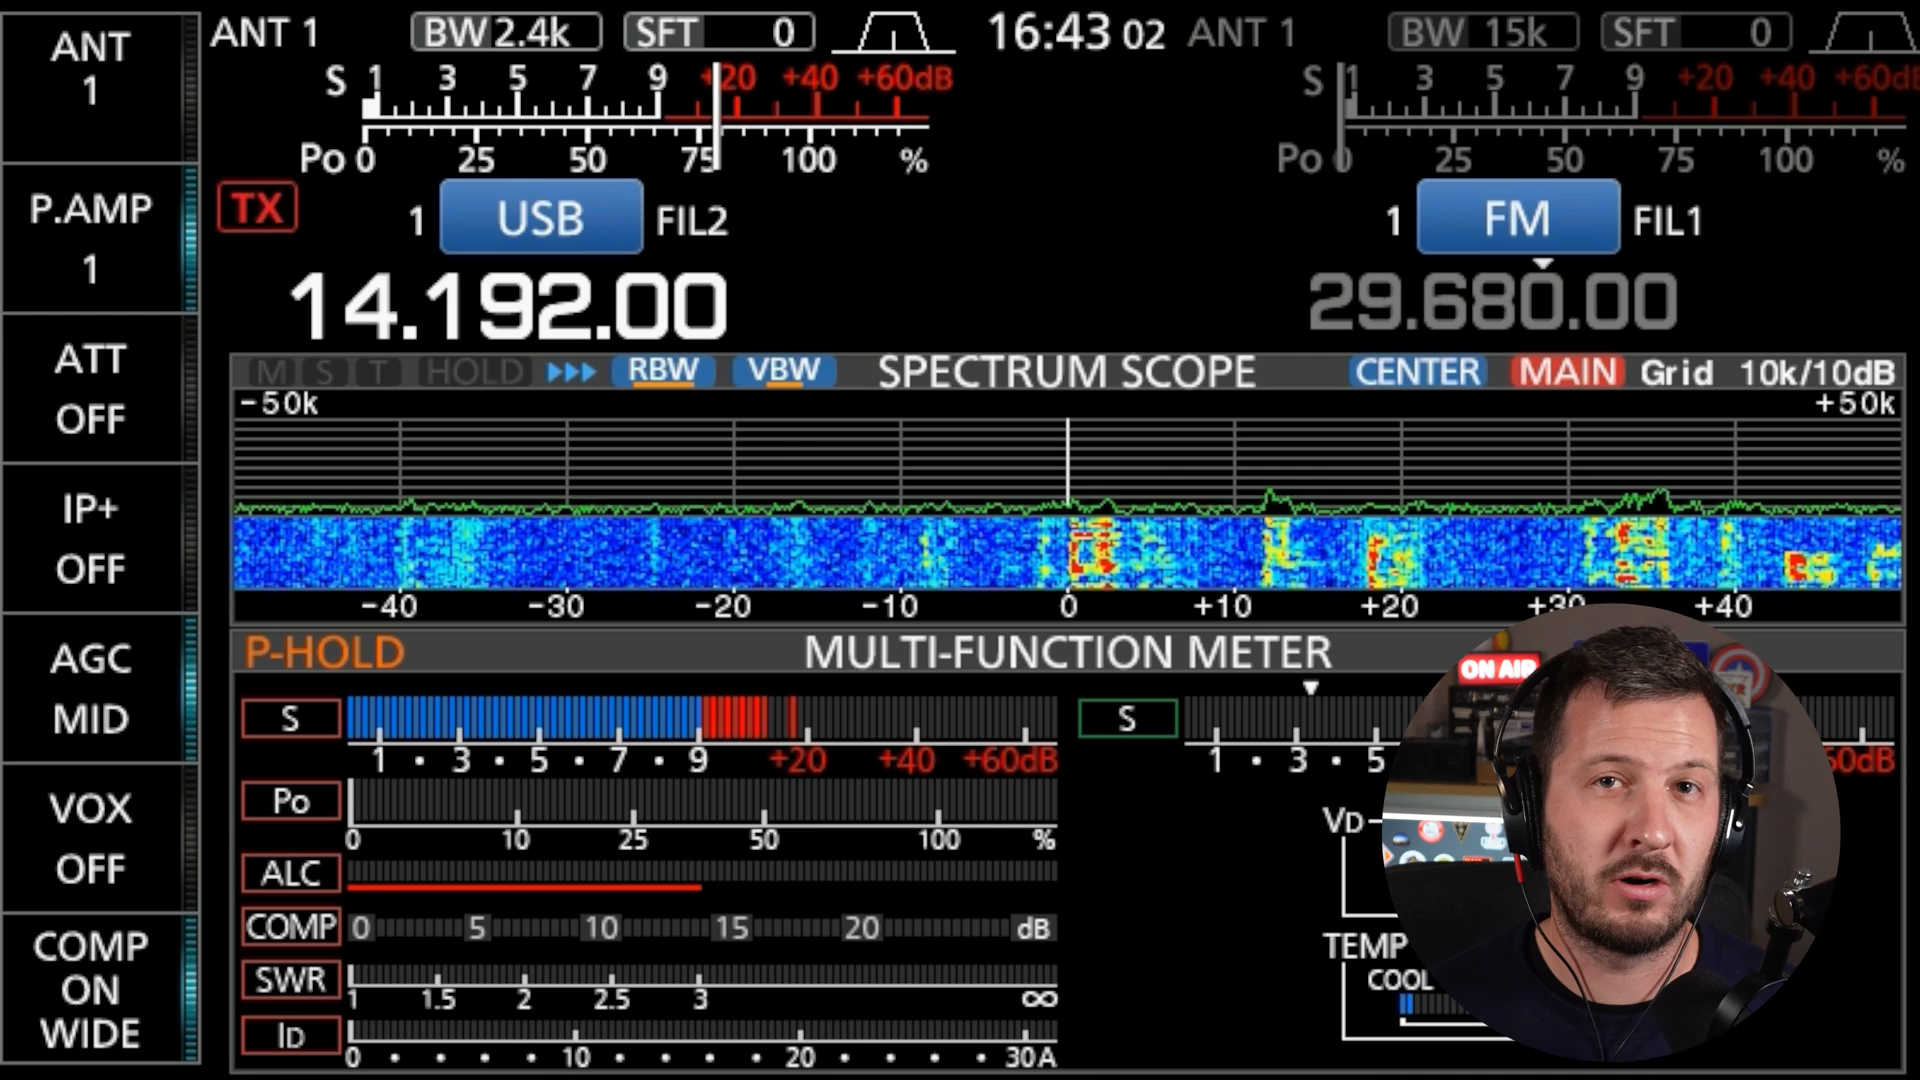 ANT
1
P.AMP
1
ATT
OFF
IP+
OFF
AGC
MID
VOX
OFF
COMP
ON
WIDE
ANT 1 BW 2.4k SFT 0 16:43 02 ANT 1 BW 15k SFT 0
S 1 3 5 7 9 +20 +40 +60dB
S 1 3 5 7 9 +20 +40 +60dB
Po 0 25 50 75 100 %
Po 0 25 50 75 100 %
TX 1 USB FIL2
1 FM FIL1
14.192.00
29.680.00
M S T HOLD RBW VBW SPECTRUM SCOPE CENTER MAIN Grid 10k/10dB
-50k +50k
-40 -30 -20 -10 0 +10 +20 +30 +40
P-HOLD MULTI-FUNCTION METER
S
1 · 3 · 5 · 7 · 9 +20 +40 +60dB
S
1 · 3 · 5 60dB
Po
0 10 25 50 100 %
ALC
COMP 0 5 10 15 20 dB
SWR
1 1.5 2 2.5 3 ∞
ID
0 10 20 30A
VD
TEMP
COOL
ON AIR